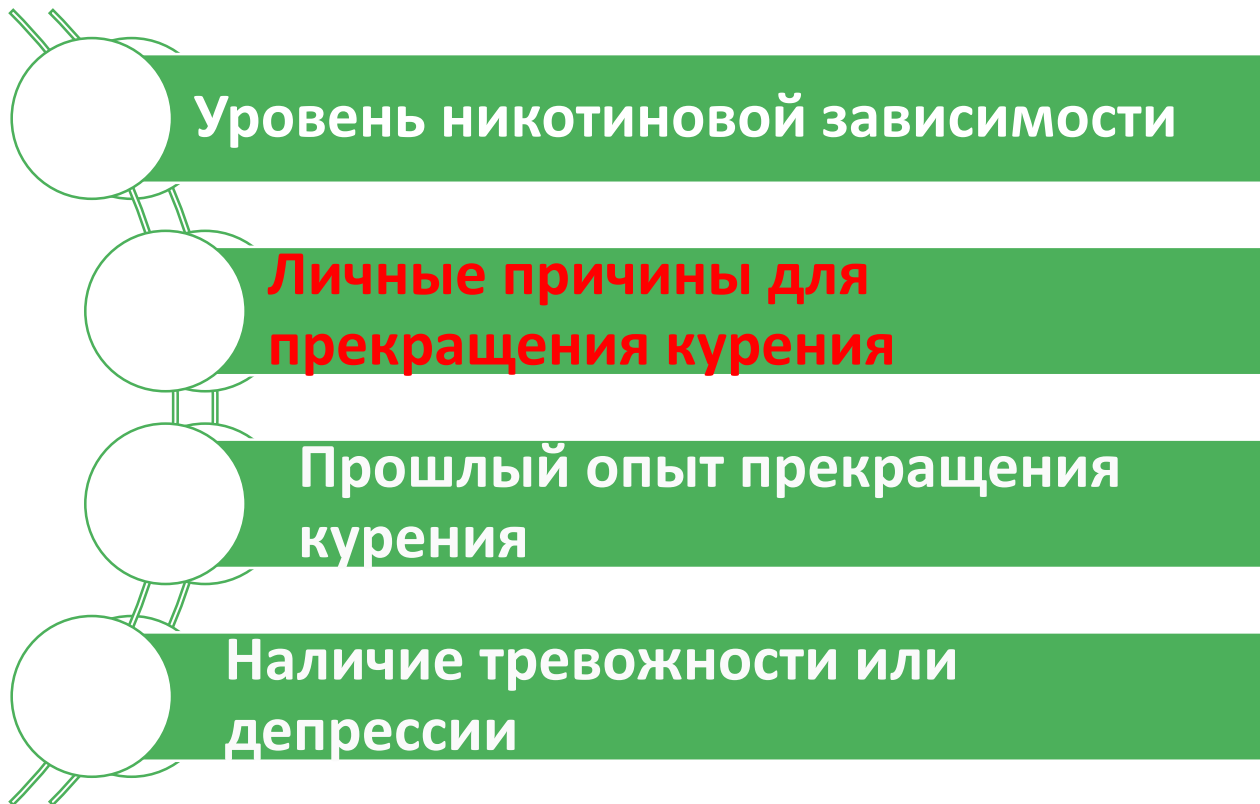 Уровень никотиновой зависимости
Личные причины для
прекращения курения
Прошлый опыт прекращения
курения
Наличие тревожности или
депрессии